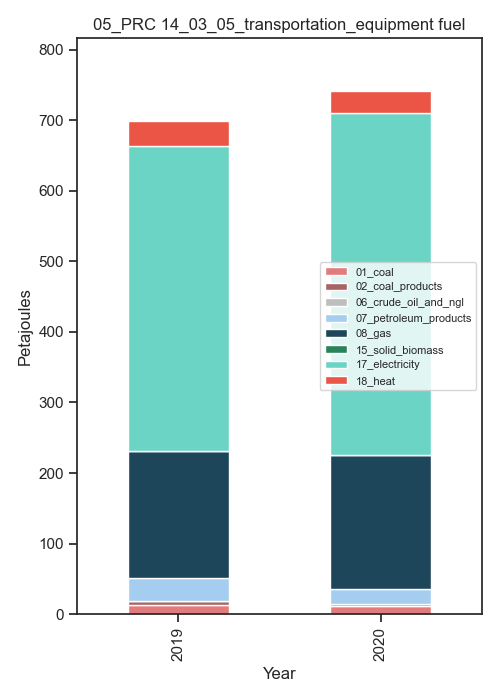 05_PRC 14_03_05_transportation_equipment fuel
Petajoules
800
700
600
500
400
300
200
100
0
01_coal
02_coal_products
06_crude_oil_and_ngl
07_petroleum_products
08_gas
15_solid_biomass
17_electricity
18_heat
2019
2020
Year